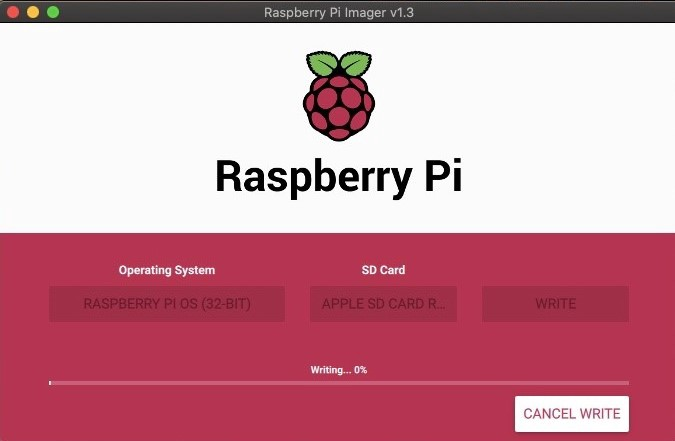 Raspberry Pi Imager v1.3
Raspberry Pi
Operating System
SD Card
RASPBERRY PI OS (32-BIT)
APPLE SD CARD R...
WRITE
Writing... 0%
CANCEL WRITE